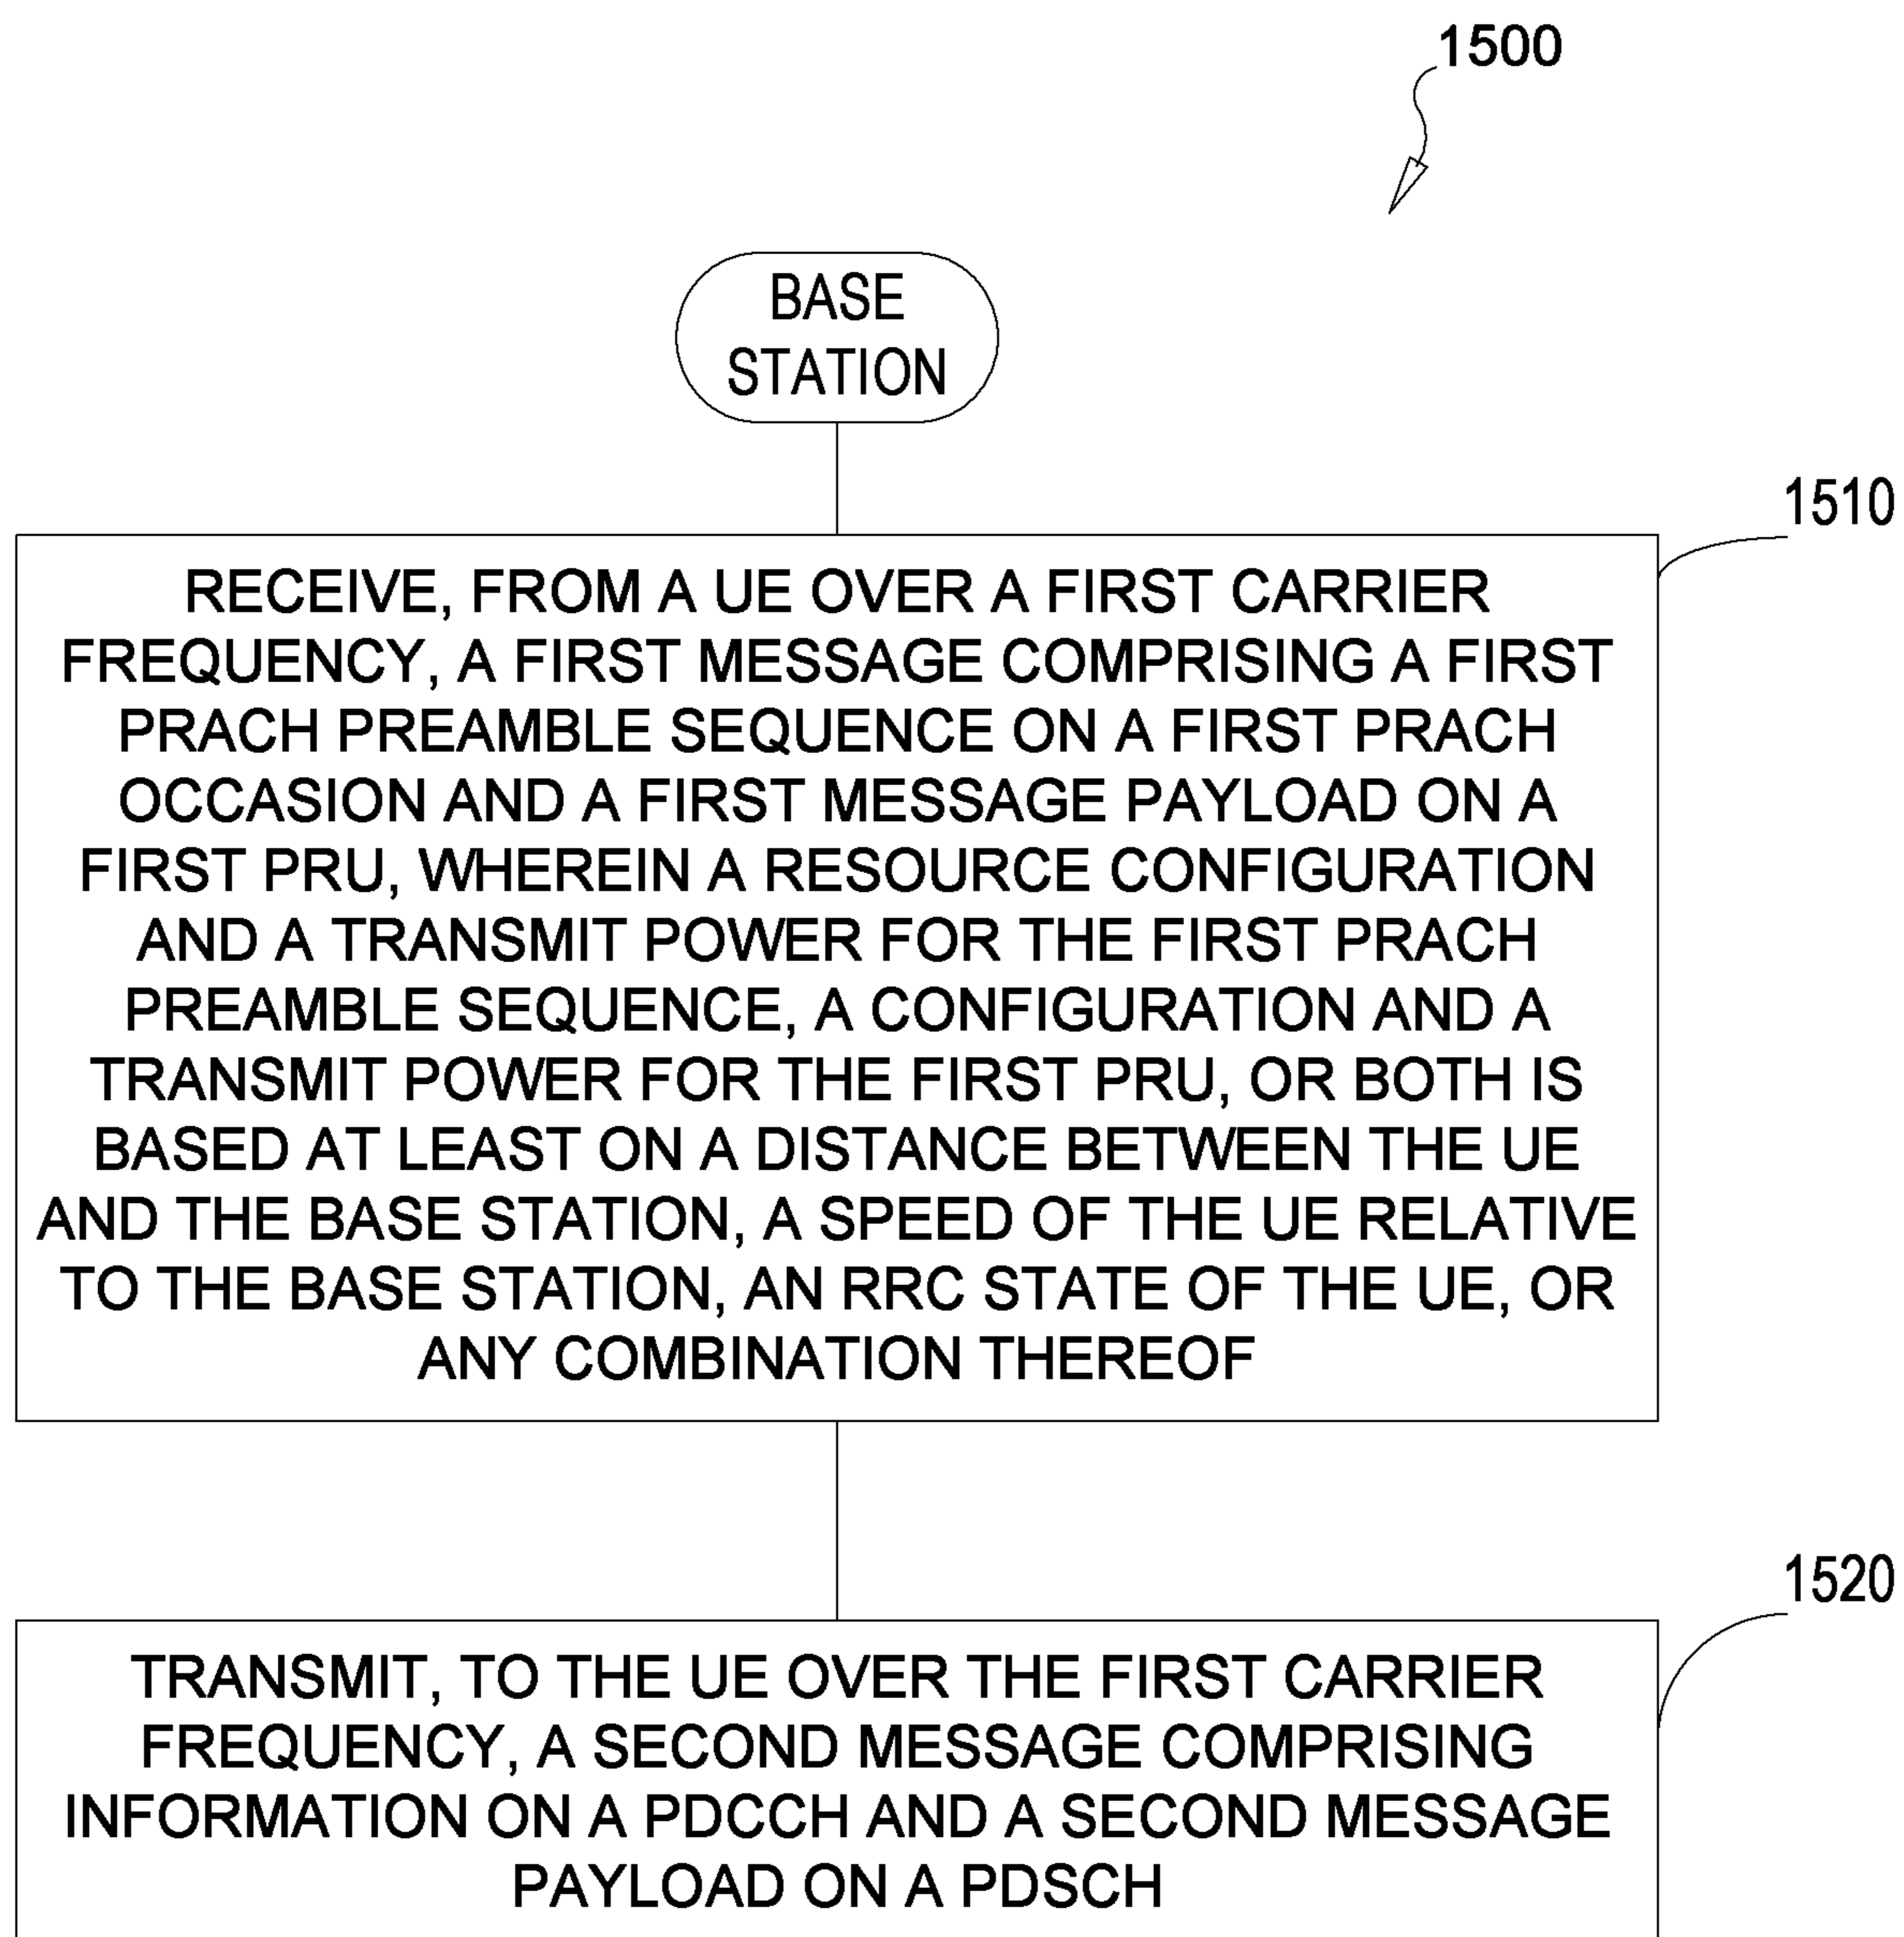 1500
BASE
STATION
1510
RECEIVE, FROM A UE OVER A FIRST CARRIER
FREQUENCY, A FIRST MESSAGE COMPRISING A FIRST
PRACH PREAMBLE SEQUENCE ON A FIRST PRACH
OCCASION AND A FIRST MESSAGE PAYLOAD ON A
FIRST PRU, WHEREIN A RESOURCE CONFIGURATION
AND A TRANSMIT POWER FOR THE FIRST PRACH
PREAMBLE SEQUENCE, A CONFIGURATION AND A
TRANSMIT POWER FOR THE FIRST PRU, OR BOTH IS
BASED AT LEAST ON A DISTANCE BETWEEN THE UE
AND THE BASE STATION, A SPEED OF THE UE RELATIVE
TO THE BASE STATION, AN RRC STATE OF THE UE, OR
ANY COMBINATION THEREOF
1520
TRANSMIT, TO THE UE OVER THE FIRST CARRIER
FREQUENCY, A SECOND MESSAGE COMPRISING
INFORMATION ON A PDCCH AND A SECOND MESSAGE
PAYLOAD ON A PDSCH